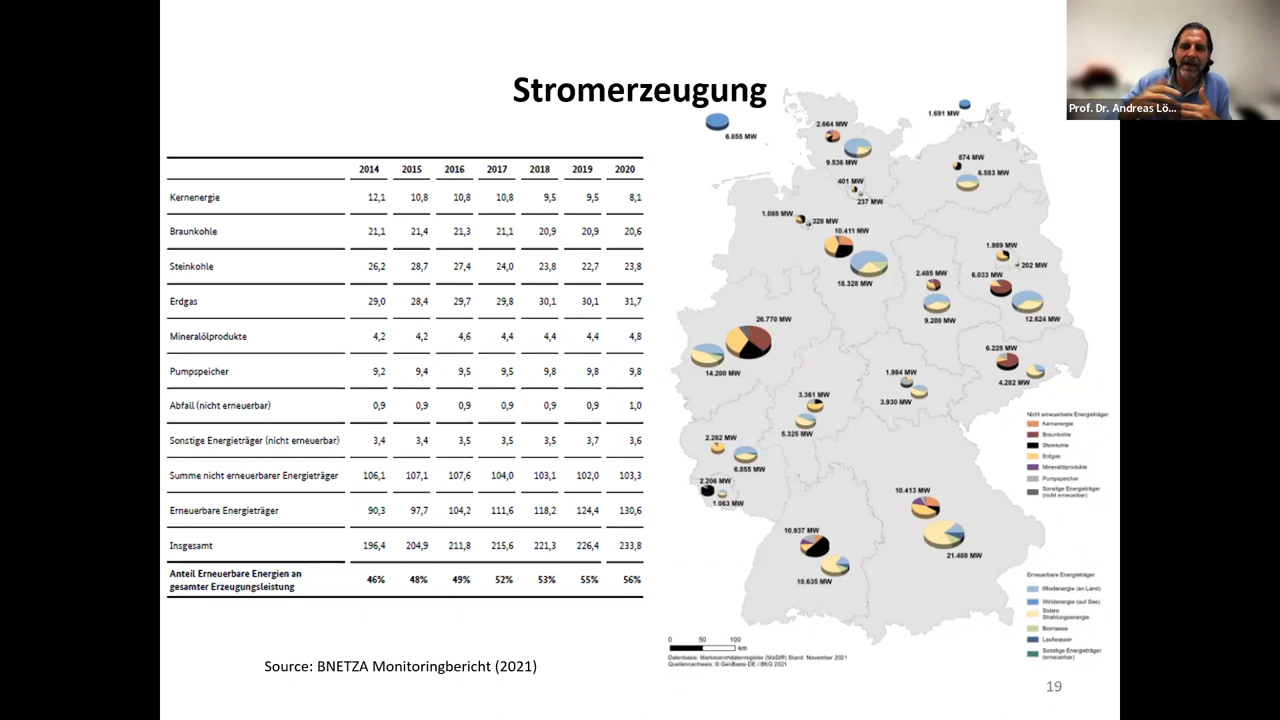 Stromerzeugung
Prof. Dr. Andreas Lö...
2014 2015 2016 2017 2018 2019 2020
Kernenergie 12,1 10,8 10,8 10,8 9,5 9,5 8,1
Braunkohle 21,1 21,4 21,3 21,1 20,9 20,9 20,6
Steinkohle 26,2 28,7 27,4 24,0 23,8 22,7 23,8
Erdgas 29,0 28,4 29,7 29,8 30,1 30,1 31,7
Mineralölprodukte 4,2 4,2 4,6 4,4 4,4 4,4 4,8
Pumpspeicher 9,2 9,4 9,5 9,5 9,8 9,8 9,8
Abfall (nicht erneuerbar) 0,9 0,9 0,9 0,9 0,9 0,9 1,0
Sonstige Energieträger (nicht erneuerbar) 3,4 3,4 3,5 3,5 3,5 3,7 3,6
Summe nicht erneuerbarer Energieträger 106,1 107,1 107,6 104,0 103,1 102,0 103,3
Erneuerbare Energieträger 90,3 97,7 104,2 111,6 118,2 124,4 130,6
Insgesamt 196,4 204,9 211,8 215,6 221,3 226,4 233,8
Anteil Erneuerbare Energien an
gesamter Erzeugungsleistung 46% 48% 49% 52% 53% 55% 56%
Source: BNETZA Monitoringbericht (2021)
6.855 MW
2.664 MW
9.536 MW
1.691 MW
874 MW
6.583 MW
401 MW
237 MW
1.088 MW
328 MW
10.411 MW
18.328 MW
1.989 MW
202 MW
2.485 MW
9.208 MW
6.033 MW
12.624 MW
26.770 MW
14.200 MW
6.228 MW
4.282 MW
1.984 MW
3.930 MW
3.361 MW
5.325 MW
2.282 MW
6.855 MW
2.206 MW
1.063 MW
10.413 MW
21.488 MW
10.937 MW
10.635 MW
Nicht erneuerbare Energieträger
Kernenergie
Braunkohle
Steinkohle
Erdgas
Mineralölprodukte
Pumpspeicher
Sonstige Energieträger
(nicht erneuerbar)
Erneuerbare Energieträger
Windenergie (an Land)
Windenergie (auf See)
Solare
Strahlungsenergie
Biomasse
Laufwasser
Sonstige Energieträger
(erneuerbar)
0 50 100
km
Datenbasis: Marktstammdatenregister (MaStR) Stand: November 2021
Quellennachweis: © GeoBasis-DE / BKG 2021
19